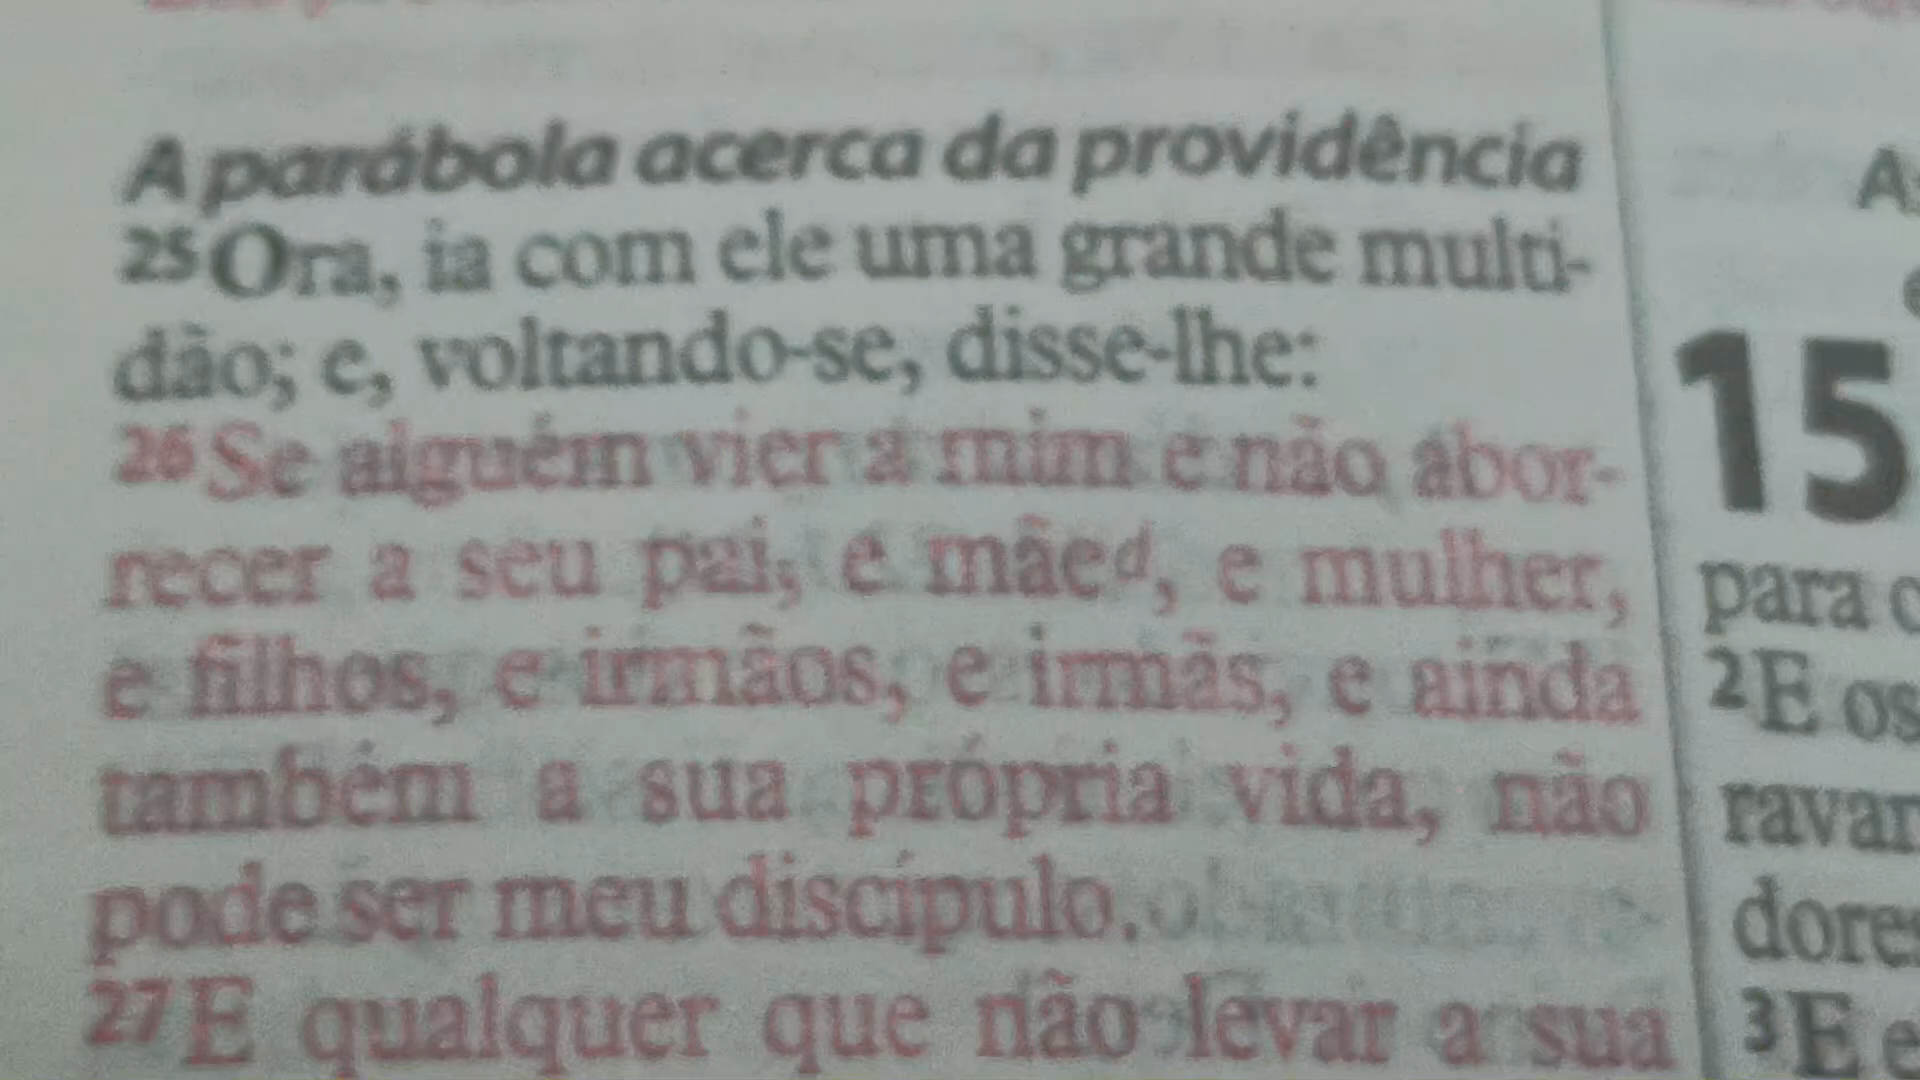 A parábola acerca da providência
25 Ora, ia com ele uma grande multi-
dão; e, voltando-se, disse-lhe:
26 Se alguém vier a mim e não abor-
recer a seu pai, e mãe d, e mulher,
e filhos, e irmãos, e irmãs, e ainda
também a sua própria vida, não
pode ser meu discípulo.
27 E qualquer que não levar a sua
15
para
2 E os
ravan
dores
3 E e